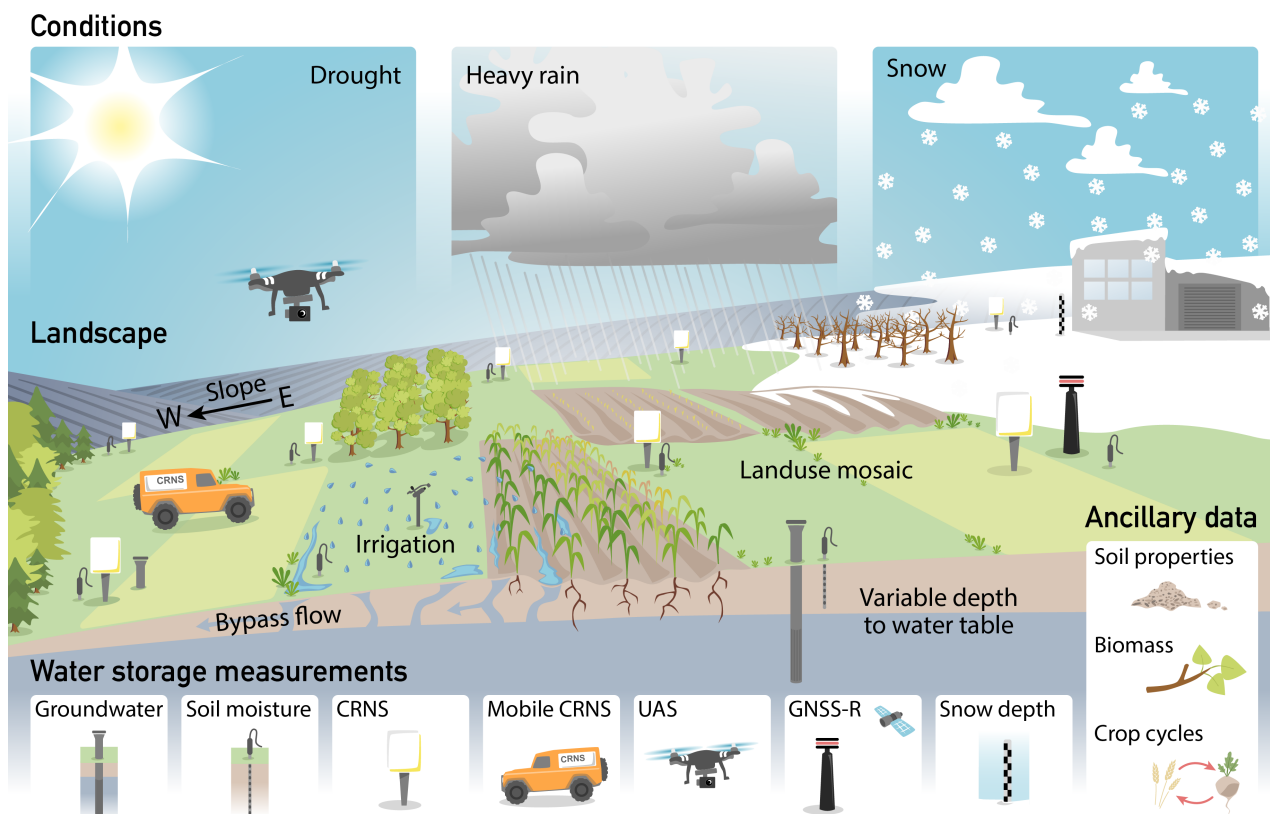 Conditions
Drought
Heavy rain
Snow
Landscape
Slope
W
E
CRNS
Landuse mosaic
Irrigation
Bypass flow
Variable depth
to water table
Ancillary data
Soil properties
Biomass
Crop cycles
Water storage measurements
Groundwater
Soil moisture
CRNS
Mobile CRNS
CRNS
UAS
GNSS-R
Snow depth